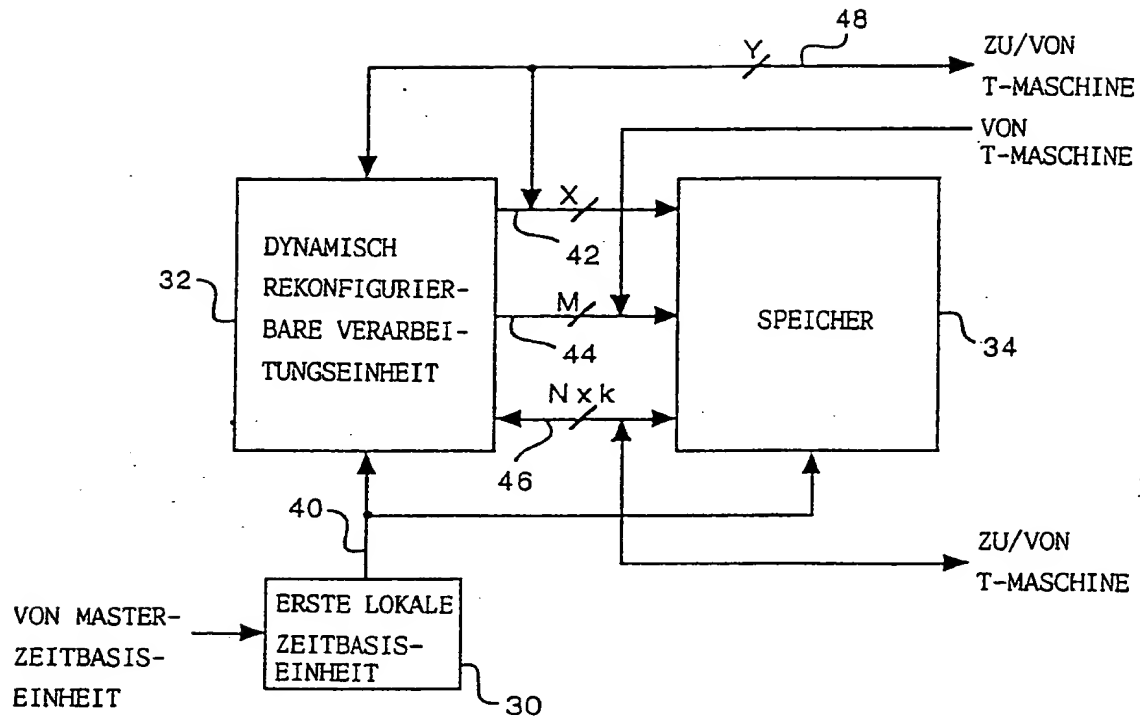 Y
48
ZU/VON
T-MASCHINE
VON
T-MASCHINE
X
42
32
DYNAMISCH
REKONFIGURIER-
BARE VERARBEI-
TUNGSEINHEIT
M
44
SPEICHER
34
N x k
46
40
ZU/VON
T-MASCHINE
VON MASTER-
ZEITBASIS-
EINHEIT
ERSTE LOKALE
ZEITBASIS-
EINHEIT
30